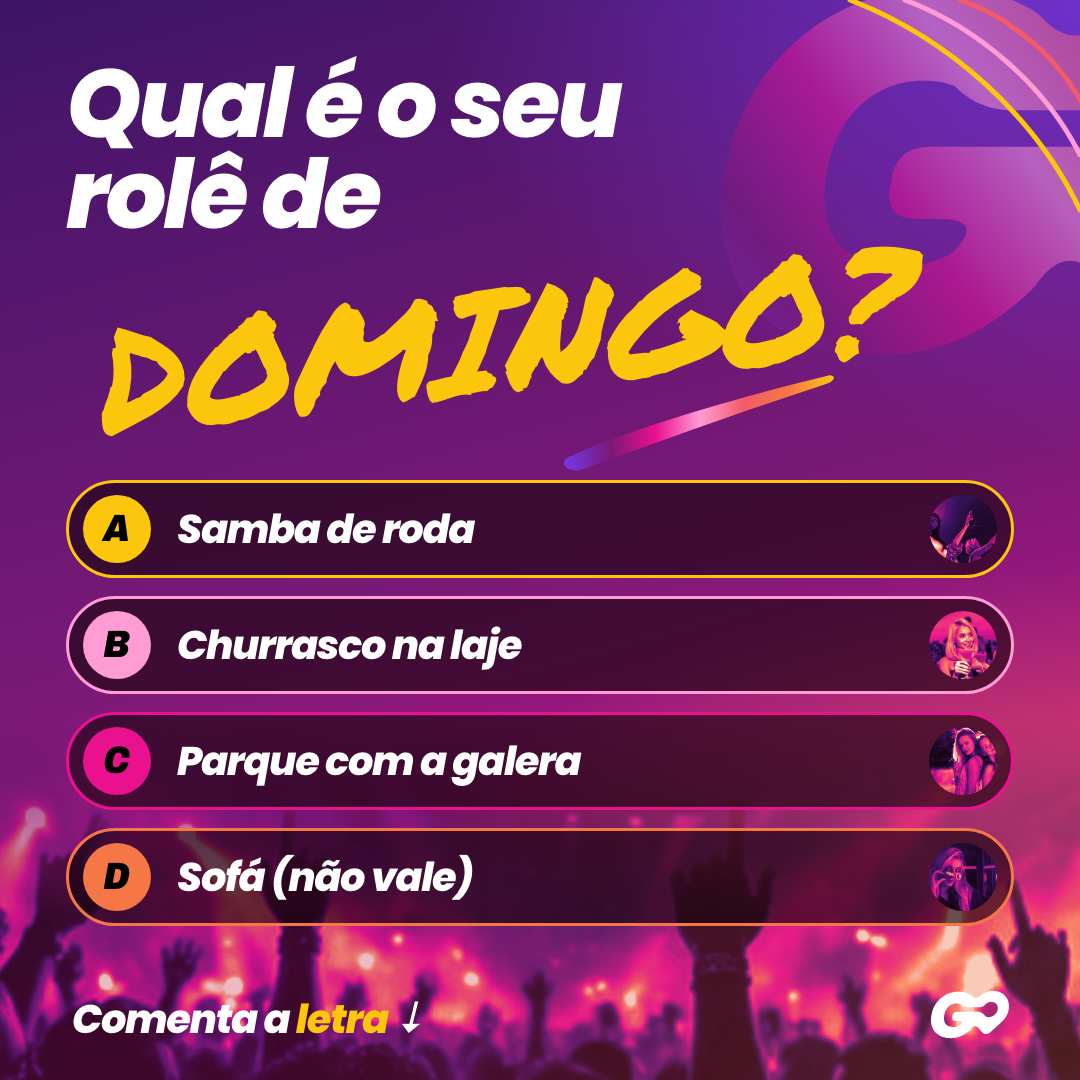 Qual é o seu
rolê de
DOMINGO?
A Samba de roda
B Churrasco na laje
C Parque com a galera
D Sofá (não vale)
Comenta a letra ↓
GO